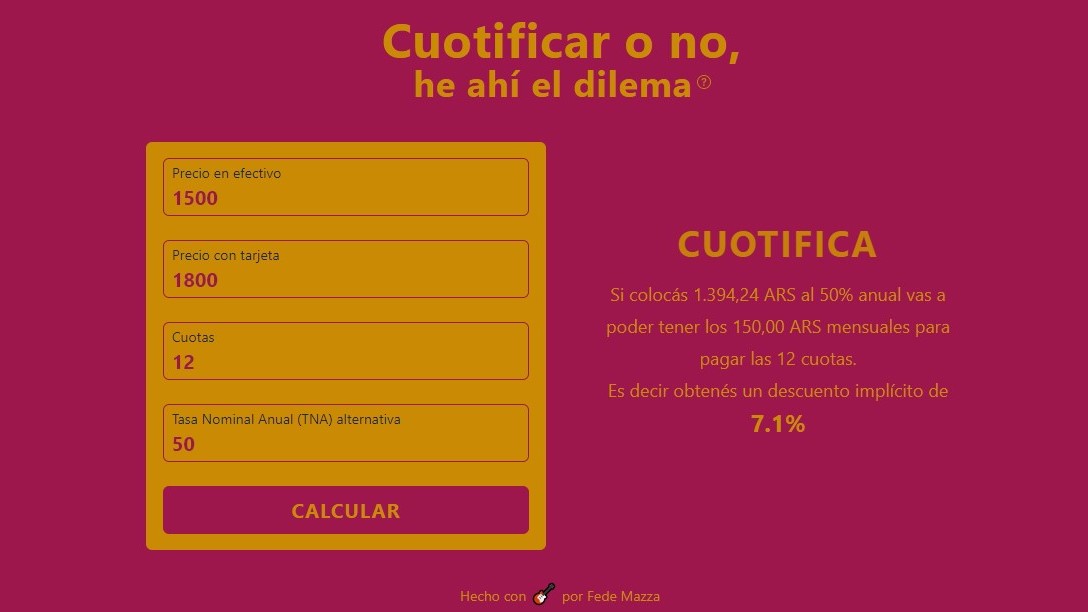 Cuotificar o no,
he ahí el dilema ?
Precio en efectivo
1500
Precio con tarjeta
1800
Cuotas
12
Tasa Nominal Anual (TNA) alternativa
50
CALCULAR
CUOTIFICA
Si colocás 1.394,24 ARS al 50% anual vas a
poder tener los 150,00 ARS mensuales para
pagar las 12 cuotas.
Es decir obtenés un descuento implícito de
7.1%
Hecho con 🎸 por Fede Mazza